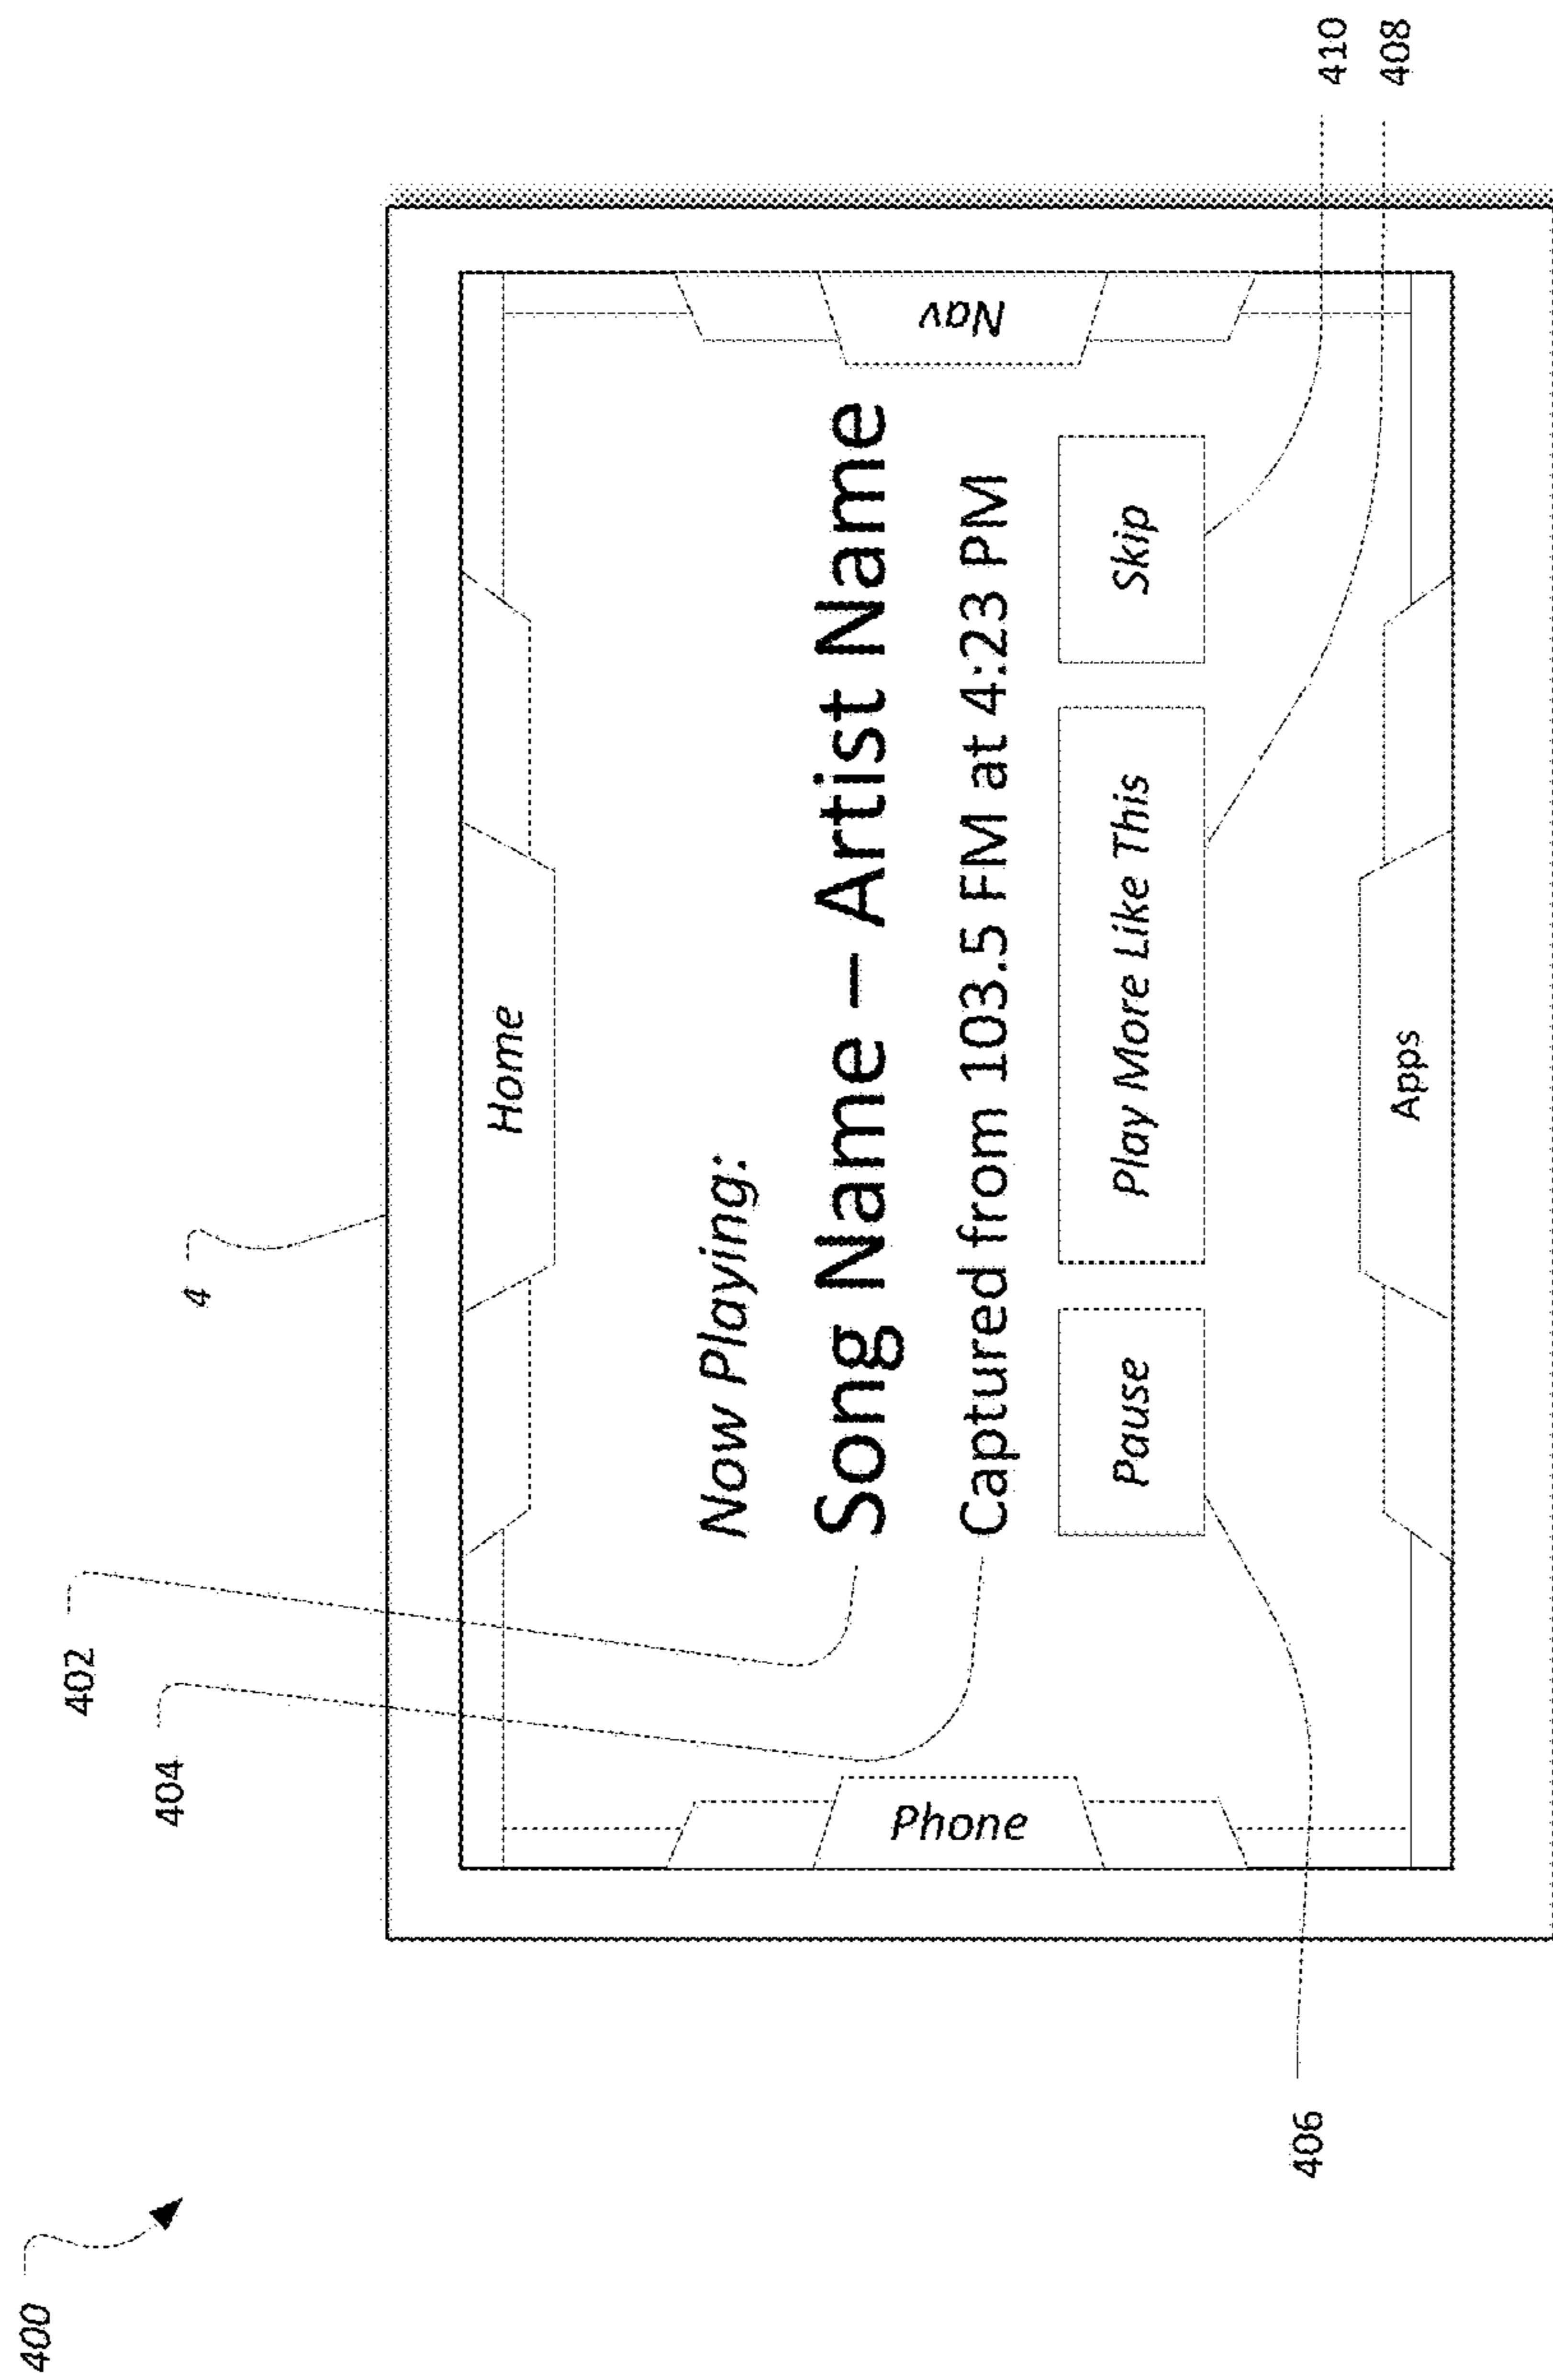 400
402
404
4
Home
Phone
Nav
Now Playing:
Song Name – Artist Name
Captured from 103.5 FM at 4:23 PM
Pause
Play More Like This
Skip
Apps
406
410
408